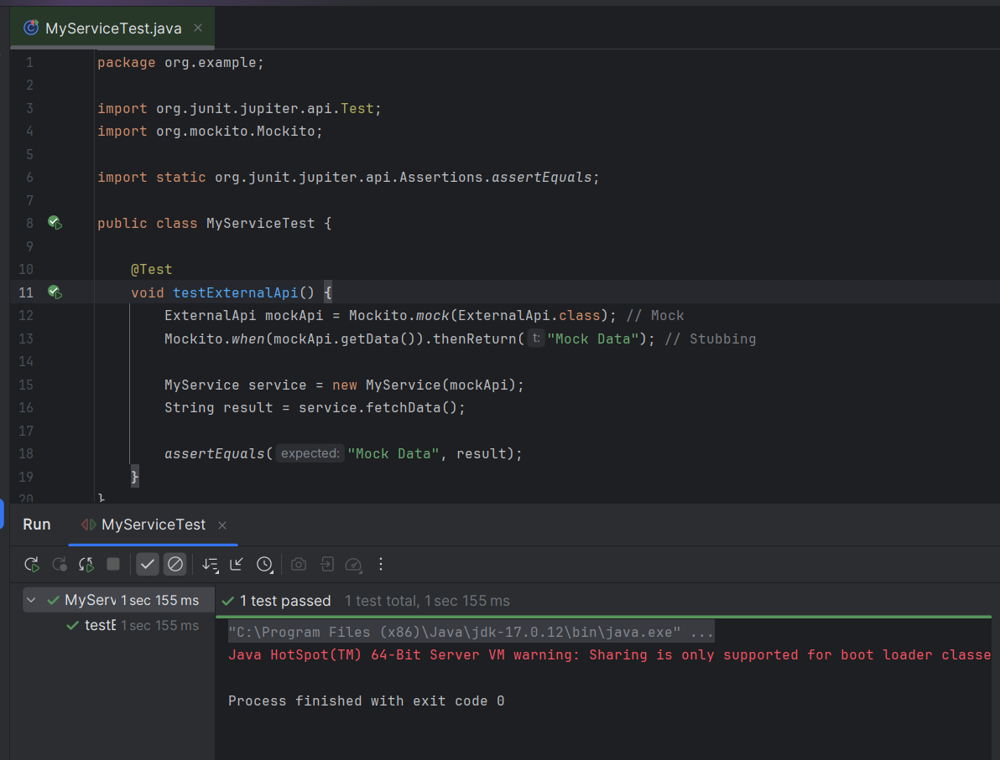 MyServiceTest.java
1 package org.example;
2
3 import org.junit.jupiter.api.Test;
4 import org.mockito.Mockito;
5
6 import static org.junit.jupiter.api.Assertions.assertEquals;
7
8 public class MyServiceTest {
9
10 @Test
11 void testExternalApi() {
12 ExternalApi mockApi = Mockito.mock(ExternalApi.class); // Mock
13 Mockito.when(mockApi.getData()).thenReturn( t: "Mock Data"); // Stubbing
14
15 MyService service = new MyService(mockApi);
16 String result = service.fetchData();
17
18 assertEquals( expected: "Mock Data", result);
19 }
20 }
Run MyServiceTest
MyServ 1 sec 155 ms
testE 1 sec 155 ms
1 test passed 1 test total, 1 sec 155 ms
"C:\Program Files (x86)\Java\jdk-17.0.12\bin\java.exe" ...
Java HotSpot(TM) 64-Bit Server VM warning: Sharing is only supported for boot loader classe
Process finished with exit code 0